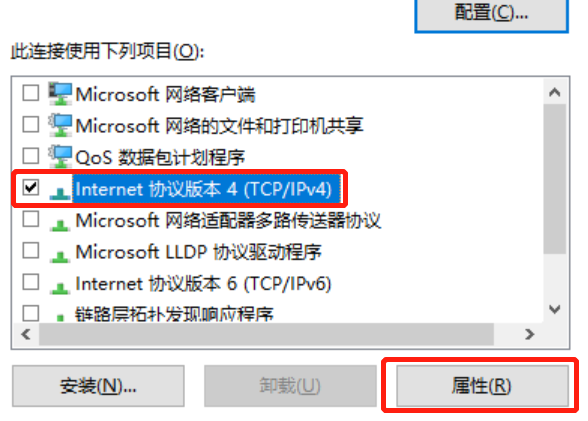 配置(C)...
此连接使用下列项目(O):
Microsoft 网络客户端
Microsoft 网络的文件和打印机共享
QoS 数据包计划程序
Internet 协议版本 4 (TCP/IPv4)
Microsoft 网络适配器多路传送器协议
Microsoft LLDP 协议驱动程序
Internet 协议版本 6 (TCP/IPv6)
链路层拓扑发现响应程序
安装(N)...
卸载(U)
属性(R)